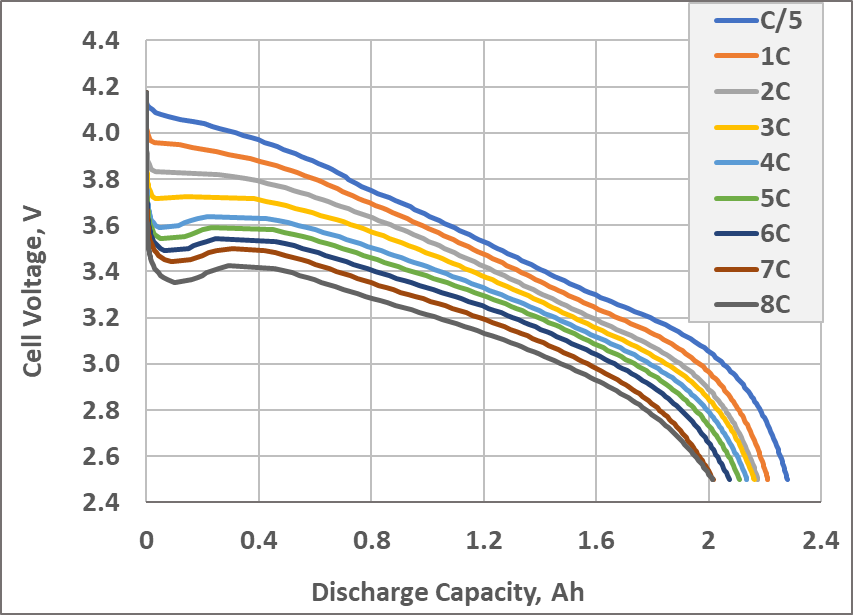 C/5
1C
2C
3C
4C
5C
6C
7C
8C
4.4
4.2
4.0
3.8
3.6
3.4
3.2
3.0
2.8
2.6
2.4
Cell Voltage, V
0 0.4 0.8 1.2 1.6 2 2.4
Discharge Capacity, Ah